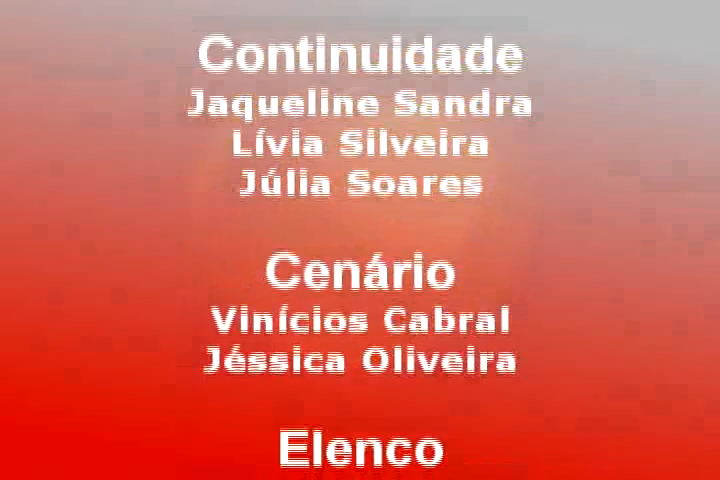 Continuidade
Jaqueline Sandra
Lívia Silveira
Júlia Soares
Cenário
Vinícios Cabral
Jéssica Oliveira
Elenco